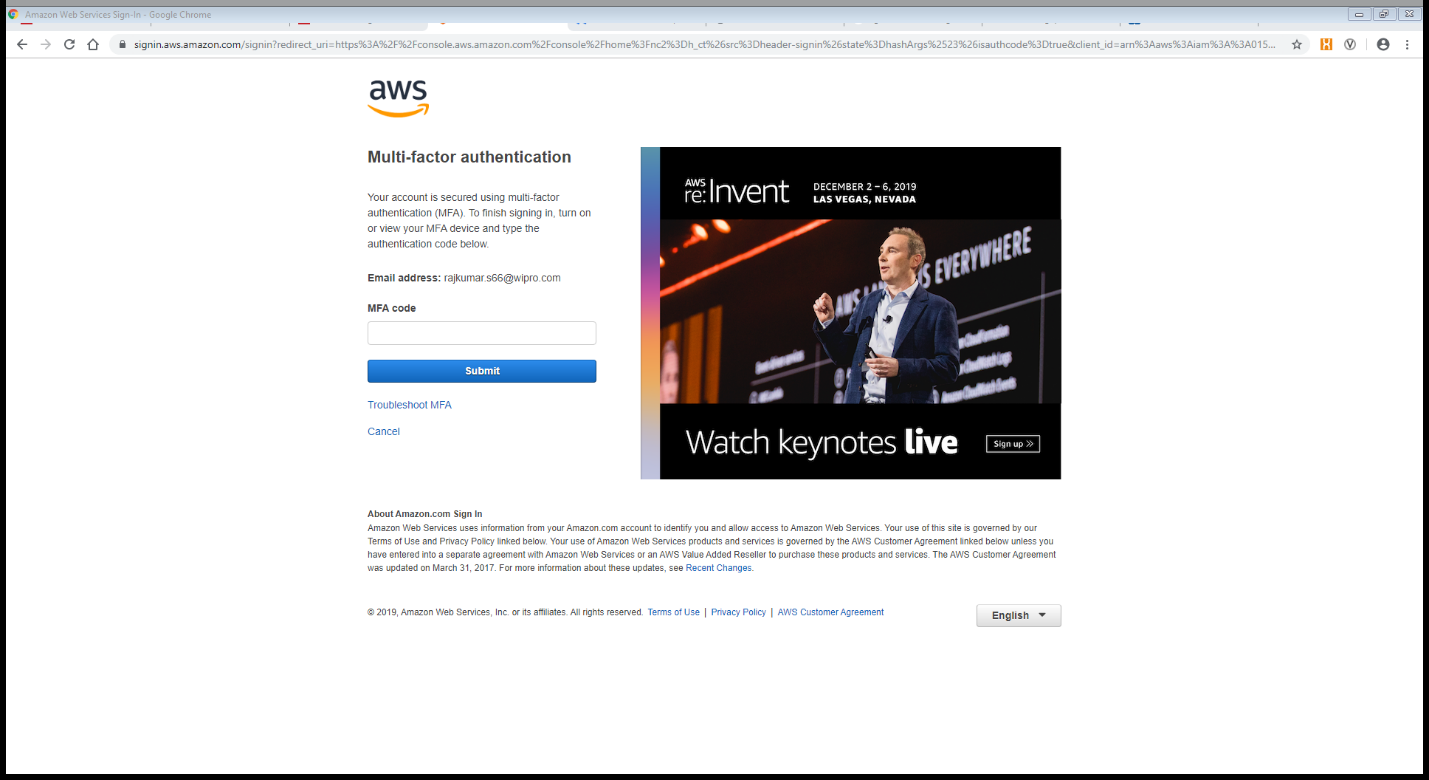 Amazon Web Services Sign-In - Google Chrome
signin.aws.amazon.com/signin?redirect_uri=https%3A%2F%2Fconsole.aws.amazon.com%2Fconsole%2Fhome%3Fnc2%3Dh_ct%26src%3Dheader-signin%26state%3DhashArgs%2523%26isauthcode%3Dtrue&client_id=arn%3Aaws%3Aiam%3A%3A015...
aws
Multi-factor authentication
Your account is secured using multi-factor
authentication (MFA). To finish signing in, turn on
or view your MFA device and type the
authentication code below.
Email address: rajkumar.s66@wipro.com
MFA code
Submit
Troubleshoot MFA
Cancel
AWS
re:Invent
DECEMBER 2 – 6, 2019
LAS VEGAS, NEVADA
AWS IS EVERYWHERE
Watch keynotes live
Sign up »
About Amazon.com Sign In
Amazon Web Services uses information from your Amazon.com account to identify you and allow access to Amazon Web Services. Your use of this site is governed by our
Terms of Use and Privacy Policy linked below. Your use of Amazon Web Services products and services is governed by the AWS Customer Agreement linked below unless you
have entered into a separate agreement with Amazon Web Services or an AWS Value Added Reseller to purchase these products and services. The AWS Customer Agreement
was updated on March 31, 2017. For more information about these updates, see Recent Changes.
© 2019, Amazon Web Services, Inc. or its affiliates. All rights reserved. Terms of Use | Privacy Policy | AWS Customer Agreement
English